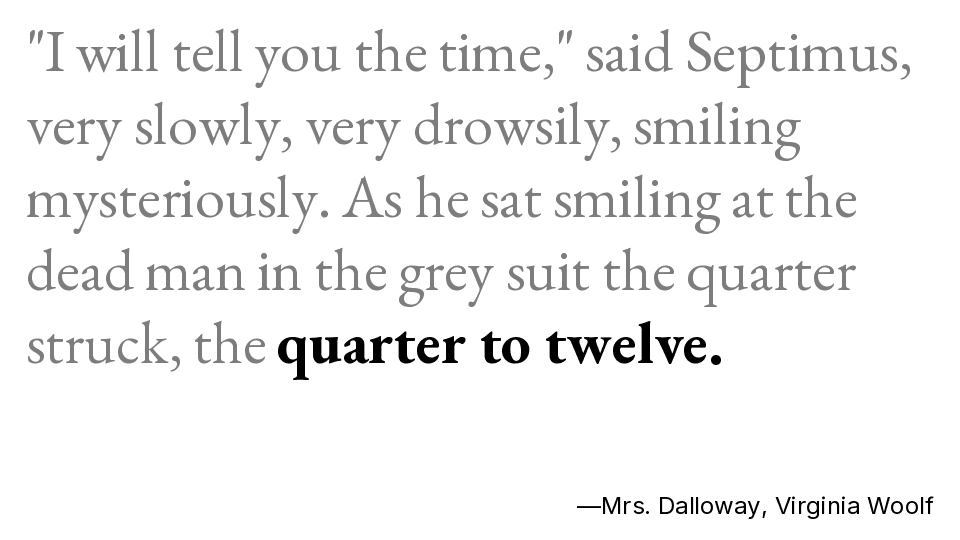 "I will tell you the time," said Septimus,
very slowly, very drowsily, smiling
mysteriously. As he sat smiling at the
dead man in the grey suit the quarter
struck, the quarter to twelve.
—Mrs. Dalloway, Virginia Woolf